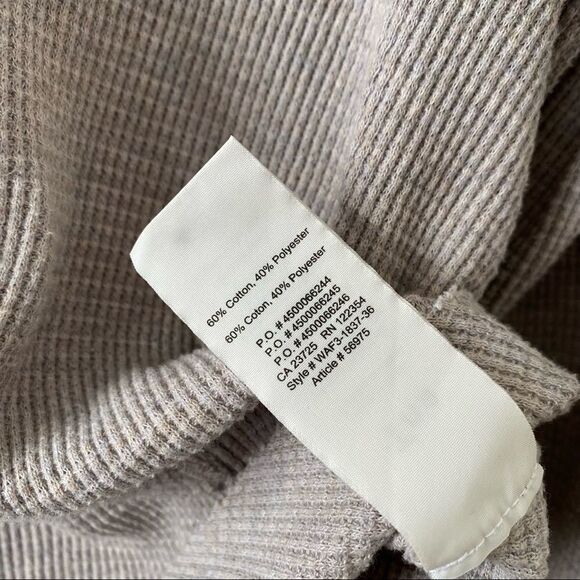 60% Cotton, 40% Polyester
60% Coton, 40% Polyester
P.O. # 4500066244
P.O. # 4500066245
P.O. # 4500066246
CA 23725 RN 122354
Style # WAF3-1837-36
Article # 56975